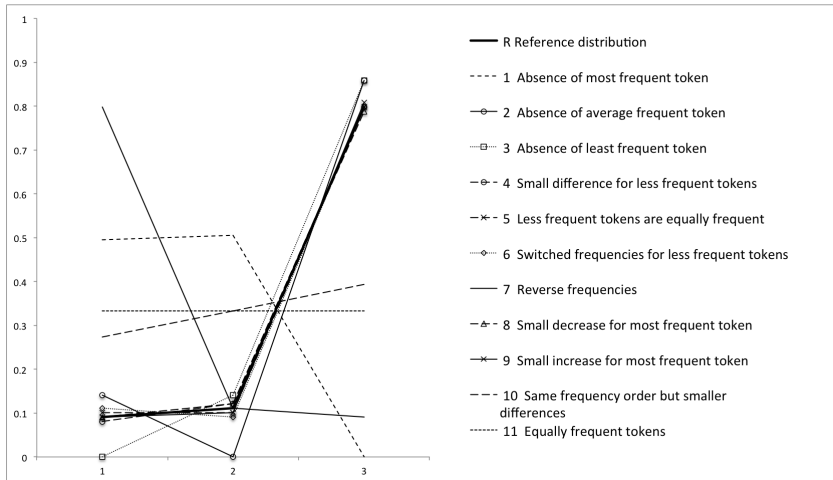 1
0.9
0.8
0.7
0.6
0.5
0.4
0.3
0.2
0.1
0
1 2 3
R Reference distribution
1 Absence of most frequent token
2 Absence of average frequent token
3 Absence of least frequent token
4 Small difference for less frequent tokens
5 Less frequent tokens are equally frequent
6 Switched frequencies for less frequent tokens
7 Reverse frequencies
8 Small decrease for most frequent token
9 Small increase for most frequent token
10 Same frequency order but smaller
differences
11 Equally frequent tokens